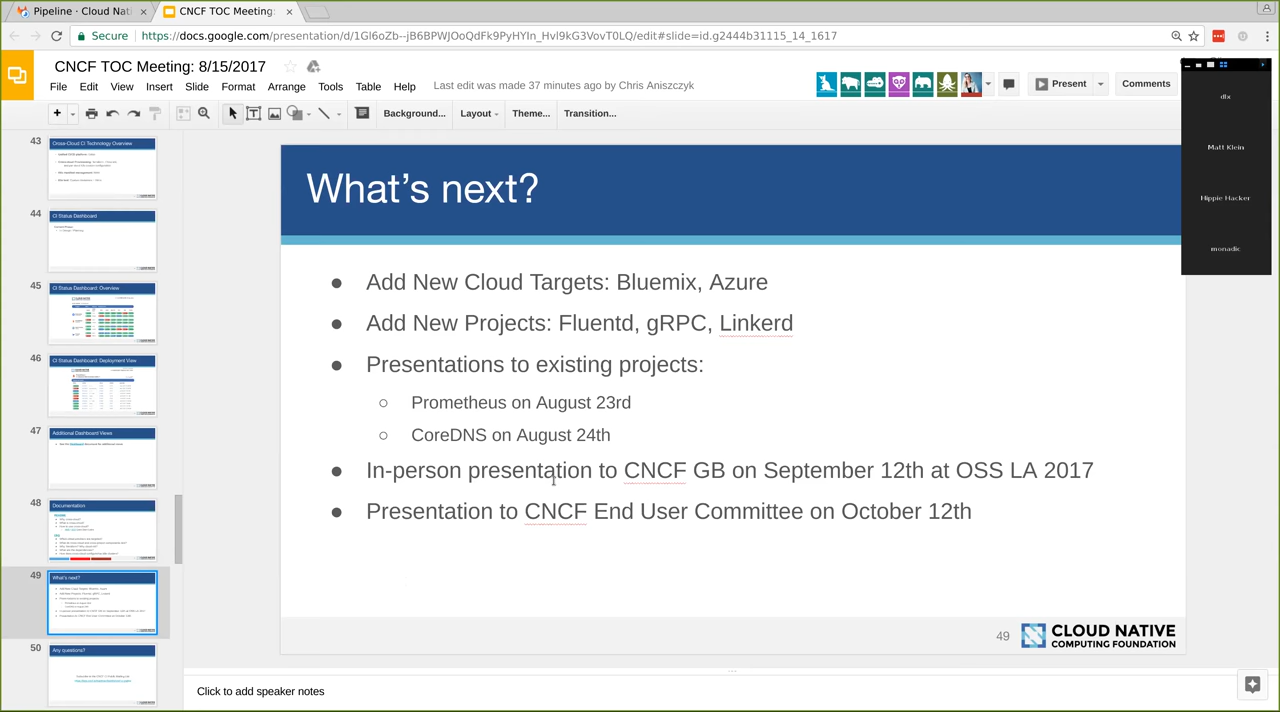 Pipeline - Cloud Nati
CNCF TOC Meeting:
Secure
https://docs.google.com/presentation/d/1Gl6oZb--jB6BPWJOoQdFk9PyHYIn_HvI9kG3VovT0LQ/edit#slide=id.g2444b31115_14_1617
CNCF TOC Meeting: 8/15/2017
File Edit View Insert Slide Format Arrange Tools Table Help Last edit was made 37 minutes ago by Chris Aniszczyk
Present Comments
Background... Layout Theme... Transition...
dlx
Matt Klein
Hippie Hacker
monadic
43
Cross-Cloud CI Technology Overview
44
CI Status Dashboard
45
CI Status Dashboard: Overview
46
CI Status Dashboard: Deployment View
47
Additional Dashboard Views
48
Documentation
49
What's next?
50
Any questions?
What's next?
● Add New Cloud Targets: Bluemix, Azure
● Add New Projects: Fluentd, gRPC, Linkerd
● Presentations to existing projects:
○ Prometheus on August 23rd
○ CoreDNS on August 24th
● In-person presentation to CNCF GB on September 12th at OSS LA 2017
● Presentation to CNCF End User Committee on October 12th
49
CLOUD NATIVE
COMPUTING FOUNDATION
Click to add speaker notes